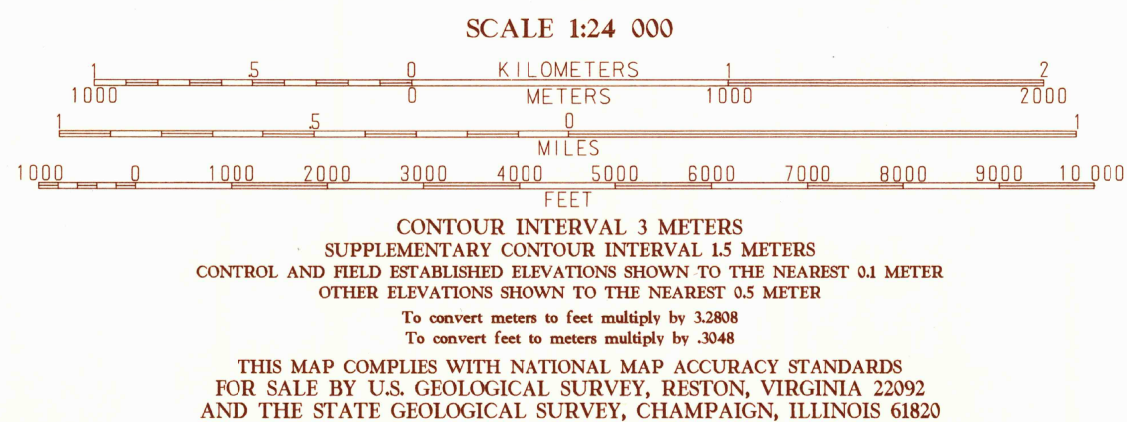 SCALE 1:24 000
1 .5 0 KILOMETERS 1 2
1000 0 METERS 1000 2000
1 .5 0 1
MILES
1000 0 1000 2000 3000 4000 5000 6000 7000 8000 9000 10 000
FEET
CONTOUR INTERVAL 3 METERS
SUPPLEMENTARY CONTOUR INTERVAL 1.5 METERS
CONTROL AND FIELD ESTABLISHED ELEVATIONS SHOWN TO THE NEAREST 0.1 METER
OTHER ELEVATIONS SHOWN TO THE NEAREST 0.5 METER
To convert meters to feet multiply by 3.2808
To convert feet to meters multiply by .3048
THIS MAP COMPLIES WITH NATIONAL MAP ACCURACY STANDARDS
FOR SALE BY U.S. GEOLOGICAL SURVEY, RESTON, VIRGINIA 22092
AND THE STATE GEOLOGICAL SURVEY, CHAMPAIGN, ILLINOIS 61820